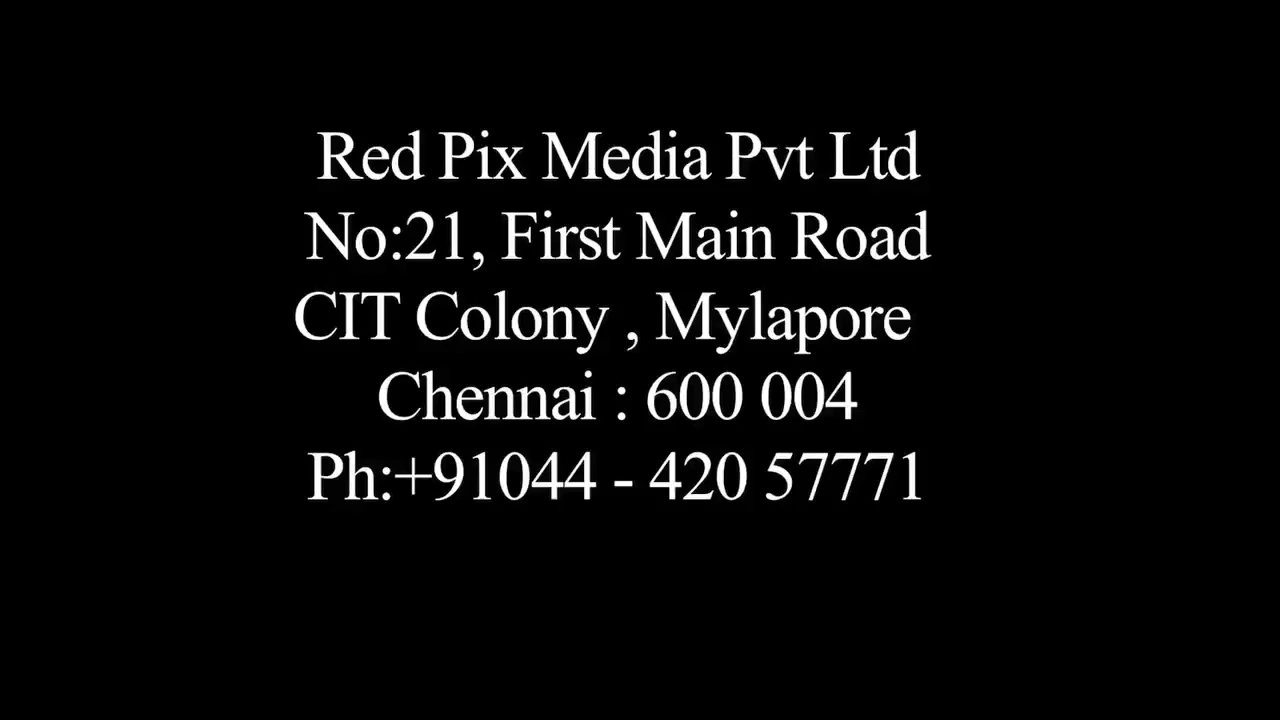 Red Pix Media Pvt Ltd
No:21, First Main Road
CIT Colony , Mylapore
Chennai : 600 004
Ph:+91044 - 420 57771